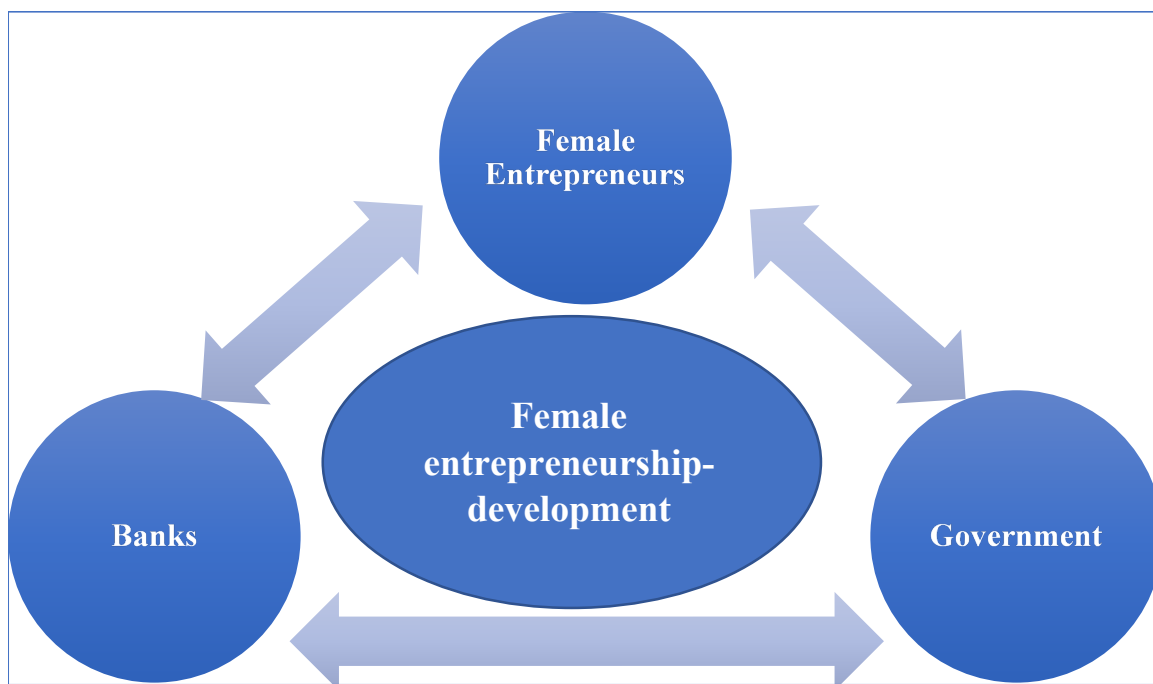 Female
Entrepreneurs
Female
entrepreneurship-
development
Banks
Government